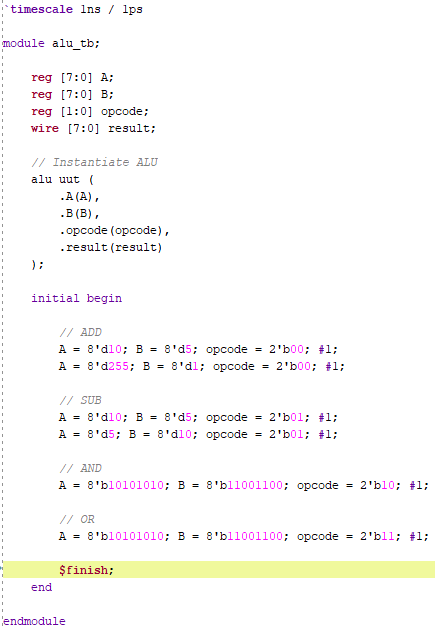 `timescale 1ns / 1ps
module alu_tb;
reg [7:0] A;
reg [7:0] B;
reg [1:0] opcode;
wire [7:0] result;
// Instantiate ALU
alu uut (
.A(A),
.B(B),
.opcode(opcode),
.result(result)
);
initial begin
// ADD
A = 8'd10; B = 8'd5; opcode = 2'b00; #1;
A = 8'd255; B = 8'd1; opcode = 2'b00; #1;
// SUB
A = 8'd10; B = 8'd5; opcode = 2'b01; #1;
A = 8'd5; B = 8'd10; opcode = 2'b01; #1;
// AND
A = 8'b10101010; B = 8'b11001100; opcode = 2'b10; #1;
// OR
A = 8'b10101010; B = 8'b11001100; opcode = 2'b11; #1;
$finish;
end
endmodule